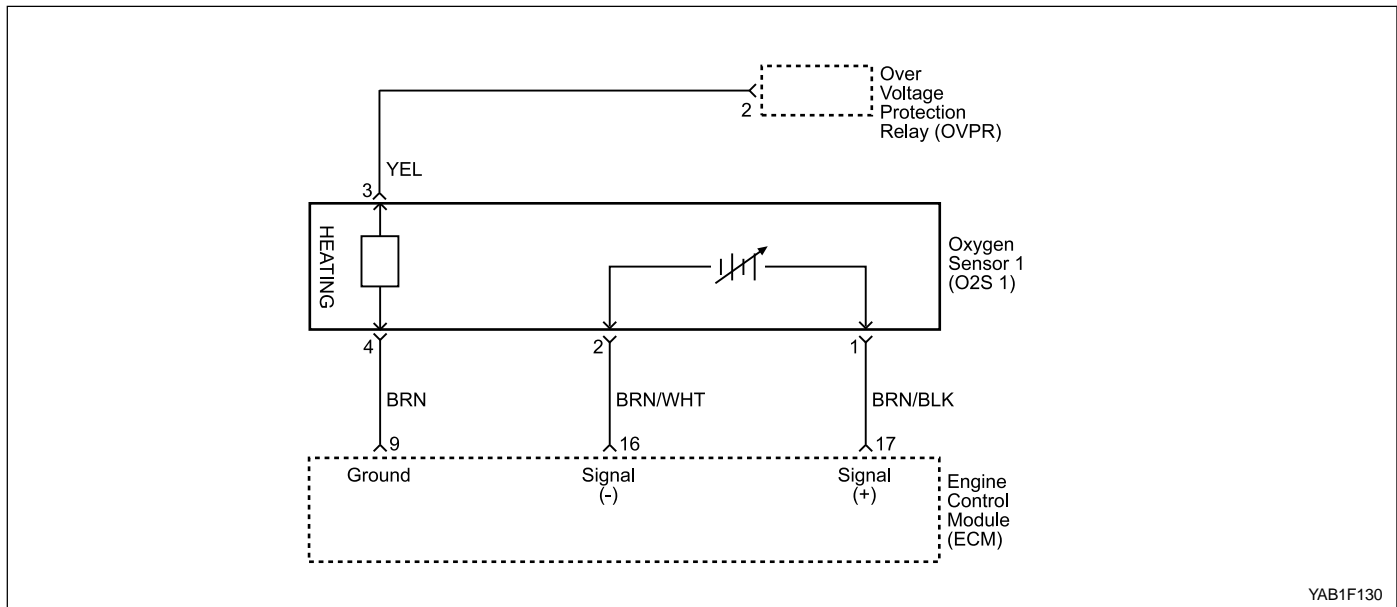 Over
Voltage
Protection
Relay (OVPR)
2
YEL
3
HEATING
Oxygen
Sensor 1
(O2S 1)
4
2
1
BRN
BRN/WHT
BRN/BLK
9
16
17
Ground
Signal
(-)
Signal
(+)
Engine
Control
Module
(ECM)
YAB1F130